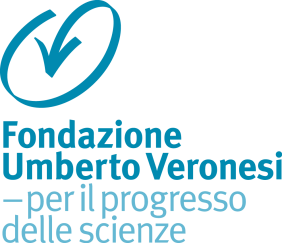 Fondazione
Umberto Veronesi
–per il progresso
delle scienze